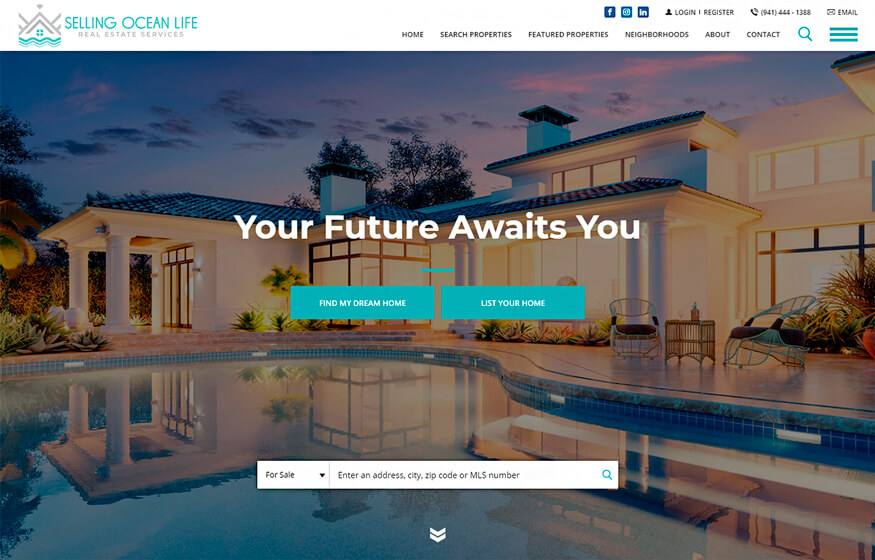 SELLING OCEAN LIFE
REAL ESTATE SERVICES
LOGIN | REGISTER
(941) 444 - 1388
EMAIL
HOME
SEARCH PROPERTIES
FEATURED PROPERTIES
NEIGHBORHOODS
ABOUT
CONTACT
Your Future Awaits You
FIND MY DREAM HOME
LIST YOUR HOME
For Sale
Enter an address, city, zip code or MLS number